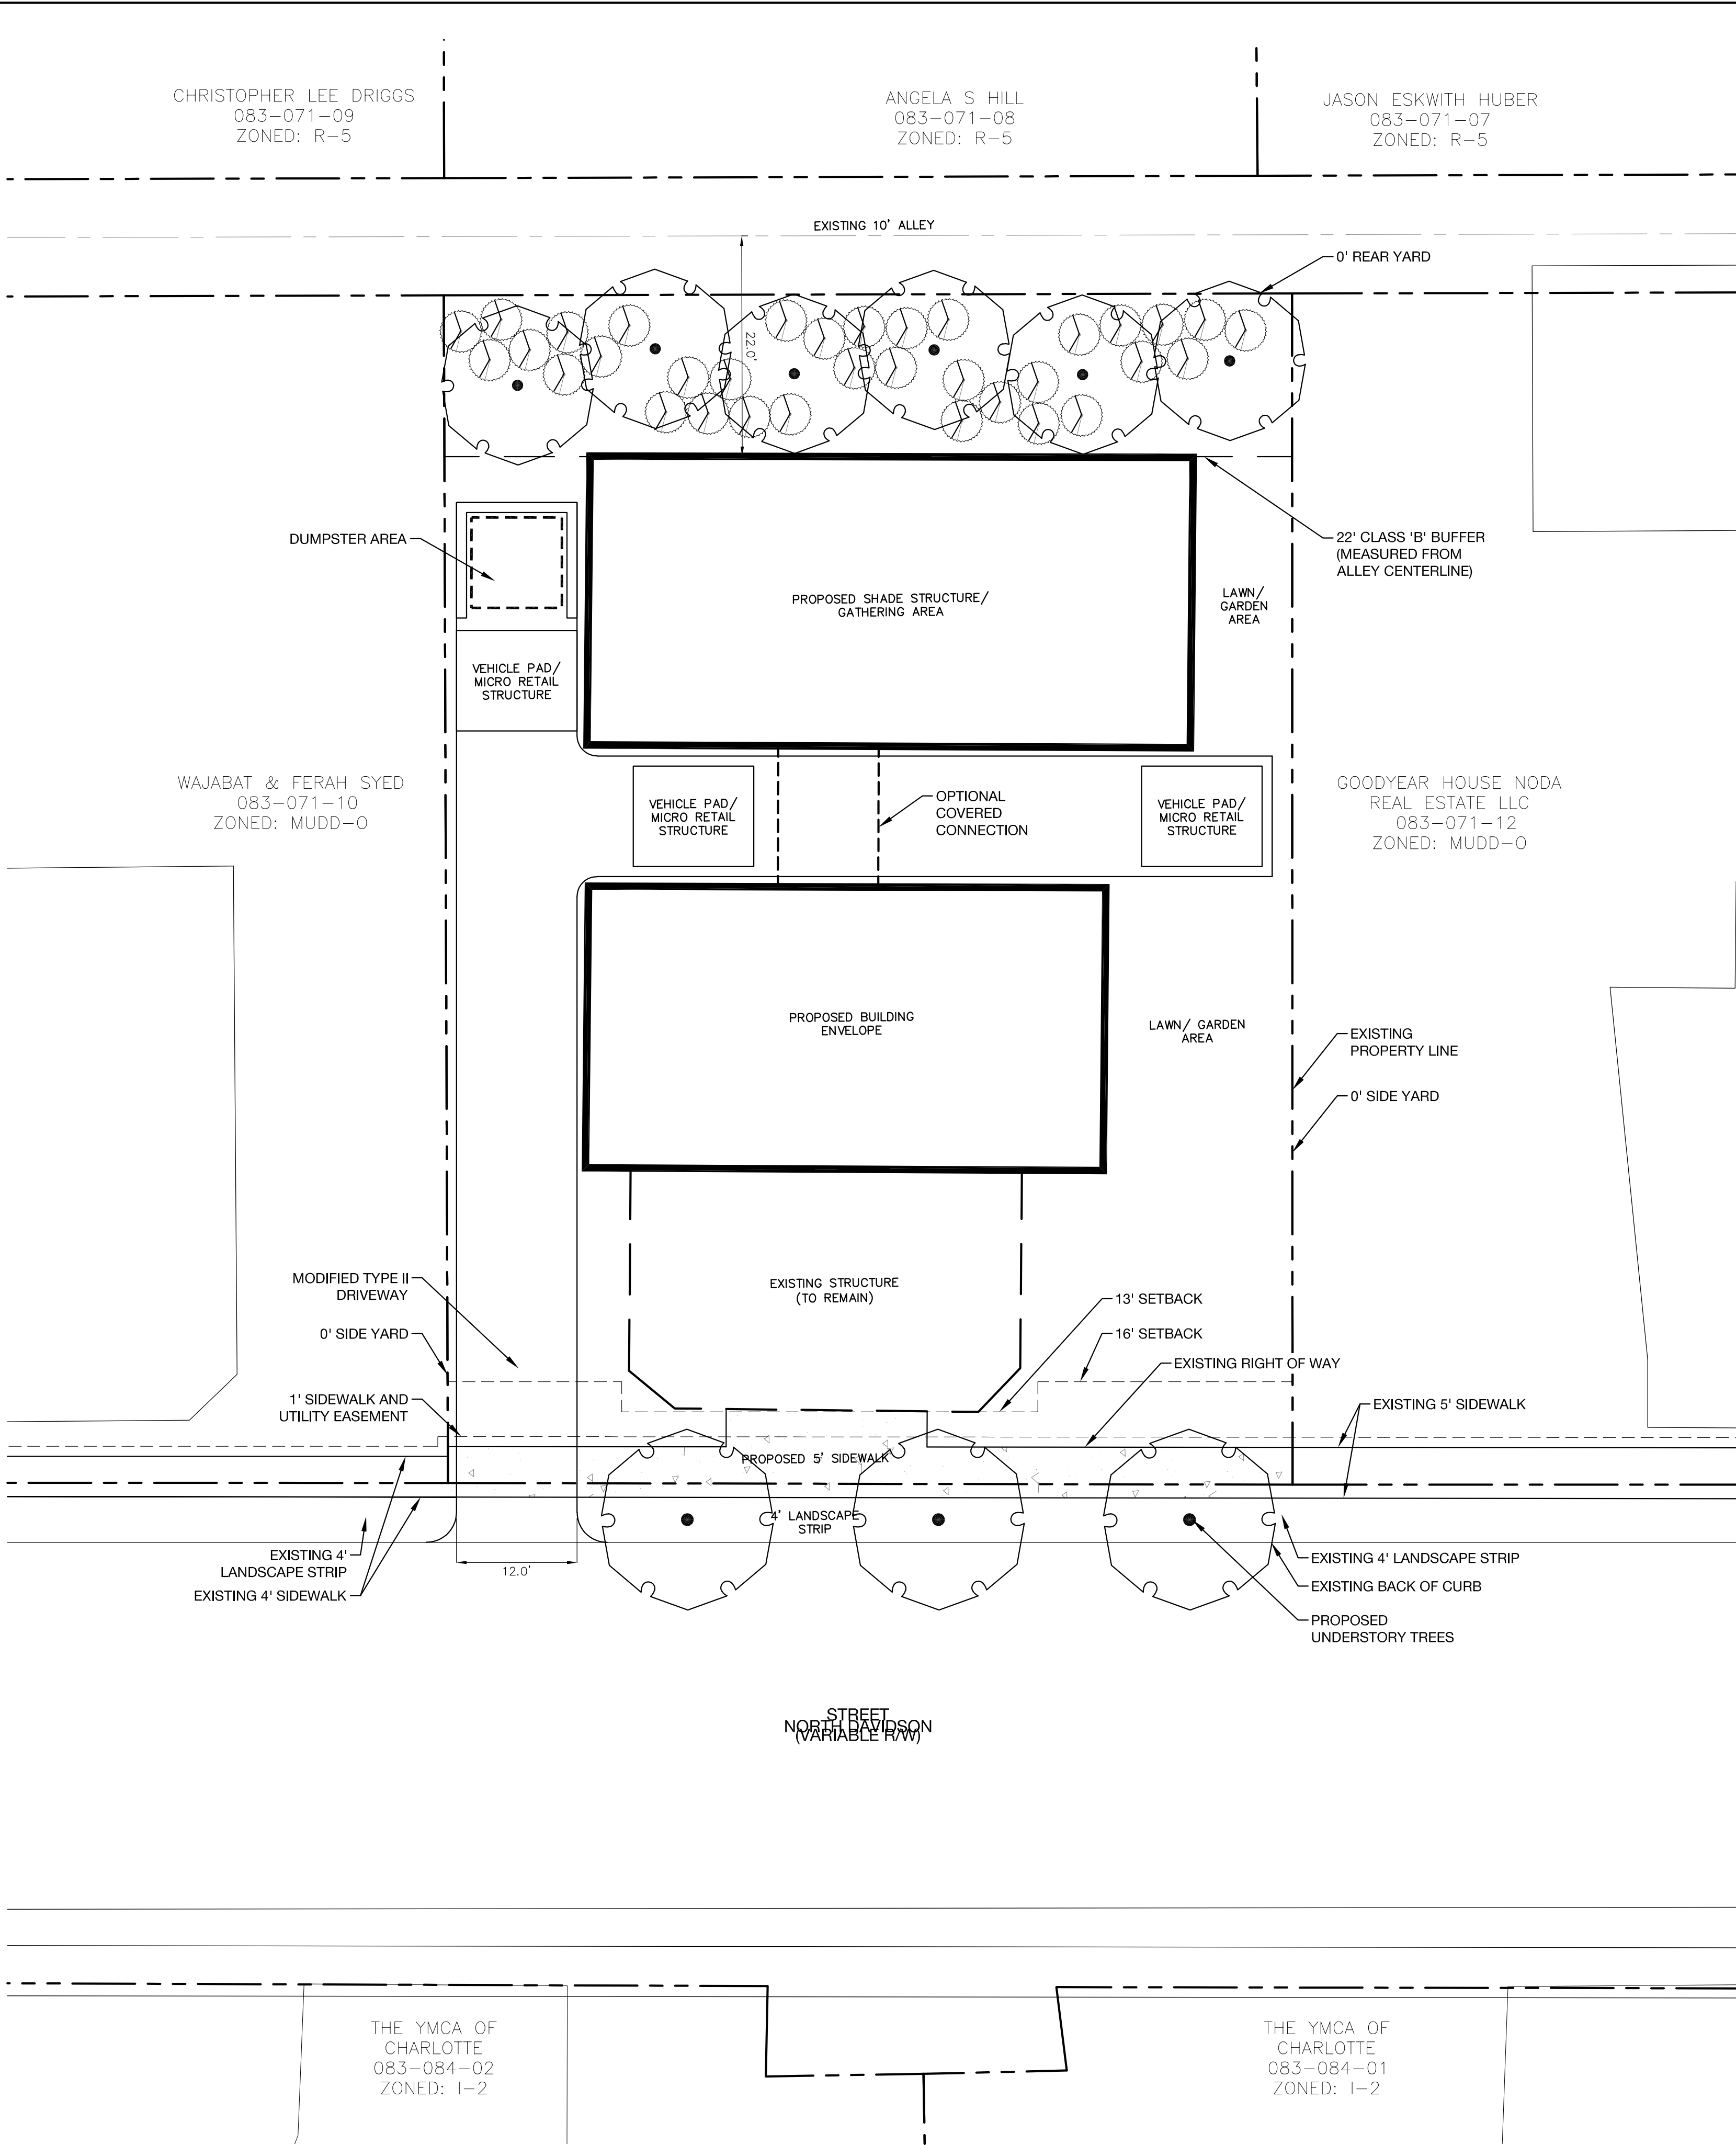 CHRISTOPHER LEE DRIGGS
083-071-09
ZONED: R-5
ANGELA S HILL
083-071-08
ZONED: R-5
JASON ESKWITH HUBER
083-071-07
ZONED: R-5
EXISTING 10' ALLEY
0' REAR YARD
22.0'
DUMPSTER AREA
22' CLASS 'B' BUFFER
(MEASURED FROM
ALLEY CENTERLINE)
PROPOSED SHADE STRUCTURE/
GATHERING AREA
LAWN/
GARDEN
AREA
VEHICLE PAD/
MICRO RETAIL
STRUCTURE
WAJABAT & FERAH SYED
083-071-10
ZONED: MUDD-O
VEHICLE PAD/
MICRO RETAIL
STRUCTURE
OPTIONAL
COVERED
CONNECTION
VEHICLE PAD/
MICRO RETAIL
STRUCTURE
GOODYEAR HOUSE NODA
REAL ESTATE LLC
083-071-12
ZONED: MUDD-O
PROPOSED BUILDING
ENVELOPE
LAWN/ GARDEN
AREA
EXISTING
PROPERTY LINE
0' SIDE YARD
MODIFIED TYPE II
DRIVEWAY
0' SIDE YARD
1' SIDEWALK AND
UTILITY EASEMENT
EXISTING STRUCTURE
(TO REMAIN)
13' SETBACK
16' SETBACK
EXISTING RIGHT OF WAY
EXISTING 5' SIDEWALK
PROPOSED 5' SIDEWALK
4' LANDSCAPE
STRIP
EXISTING 4'
LANDSCAPE STRIP
EXISTING 4' SIDEWALK
12.0'
EXISTING 4' LANDSCAPE STRIP
EXISTING BACK OF CURB
PROPOSED
UNDERSTORY TREES
STREET
NORTH DAVIDSON
(VARIABLE R/W)
THE YMCA OF
CHARLOTTE
083-084-02
ZONED: I-2
THE YMCA OF
CHARLOTTE
083-084-01
ZONED: I-2